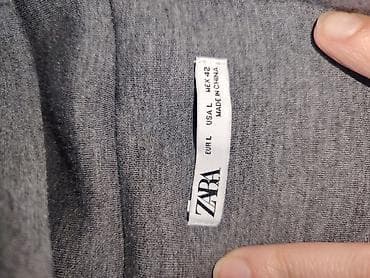 ZARA
EUR L USA L MEX 42
MADE IN CHINA